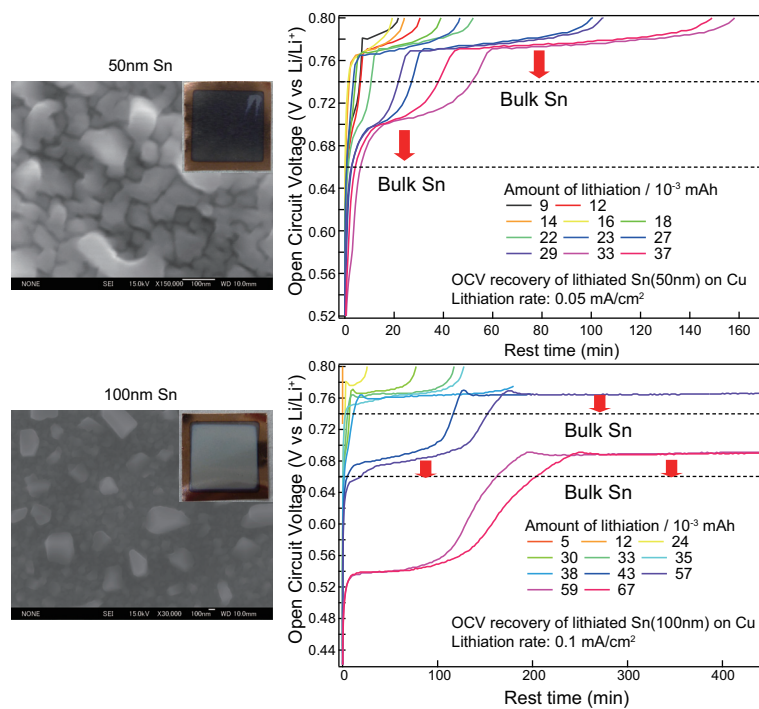 50nm Sn
NONE SEI 15.0kV X150,000 100nm WD 10.0mm
Open Circuit Voltage (V vs Li/Li⁺)
0.80
0.76
0.72
0.68
0.64
0.60
0.56
0.52
Bulk Sn
Bulk Sn
Amount of lithiation / 10⁻³ mAh
9 12
14 16 18
22 23 27
29 33 37
OCV recovery of lithiated Sn(50nm) on Cu
Lithiation rate: 0.05 mA/cm²
0 20 40 60 80 100 120 140 160
Rest time (min)
100nm Sn
NONE SEI 15.0kV X30,000 100nm WD 10.0mm
Open Circuit Voltage (V vs Li/Li⁺)
0.80
0.76
0.72
0.68
0.64
0.60
0.56
0.52
0.48
0.44
Bulk Sn
Bulk Sn
Amount of lithiation / 10⁻³ mAh
5 12 24
30 33 35
38 43 57
59 67
OCV recovery of lithiated Sn(100nm) on Cu
Lithiation rate: 0.1 mA/cm²
0 100 200 300 400
Rest time (min)